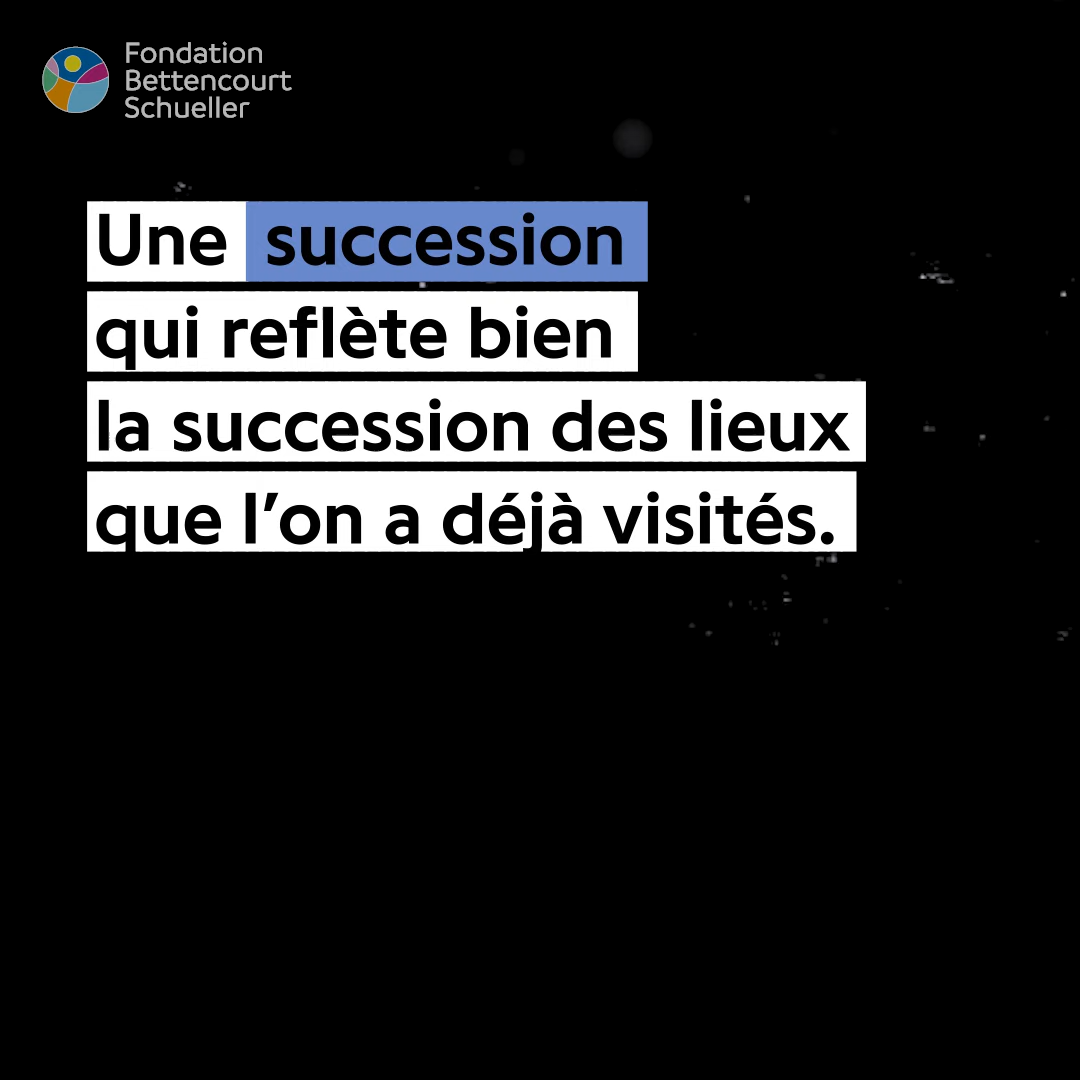 Fondation
Bettencourt
Schueller
Une succession
qui reflète bien
la succession des lieux
que l’on a déjà visités.